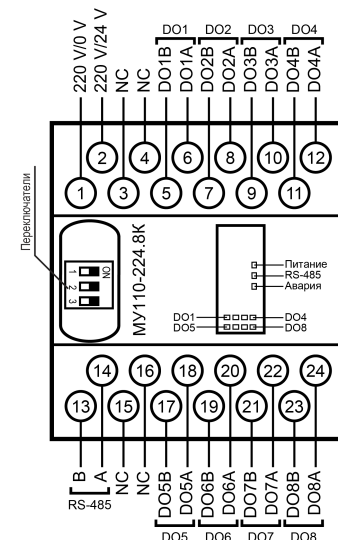 DO1 DO2 DO3 DO4
220 V/0 V
220 V/24 V
NC
NC
DO1B
DO1A
DO2B
DO2A
DO3B
DO3A
DO4B
DO4A
2 4 6 8 10 12
1 3 5 7 9 11
Переключатели
ON
1
2
3
МУ110-224.8К
Питание
RS-485
Авария
DO1 DO4
DO5 DO8
14 16 18 20 22 24
13 15 17 19 21 23
B
A
NC
NC
DO5B
DO5A
DO6B
DO6A
DO7B
DO7A
DO8B
DO8A
RS-485
DO5 DO6 DO7 DO8